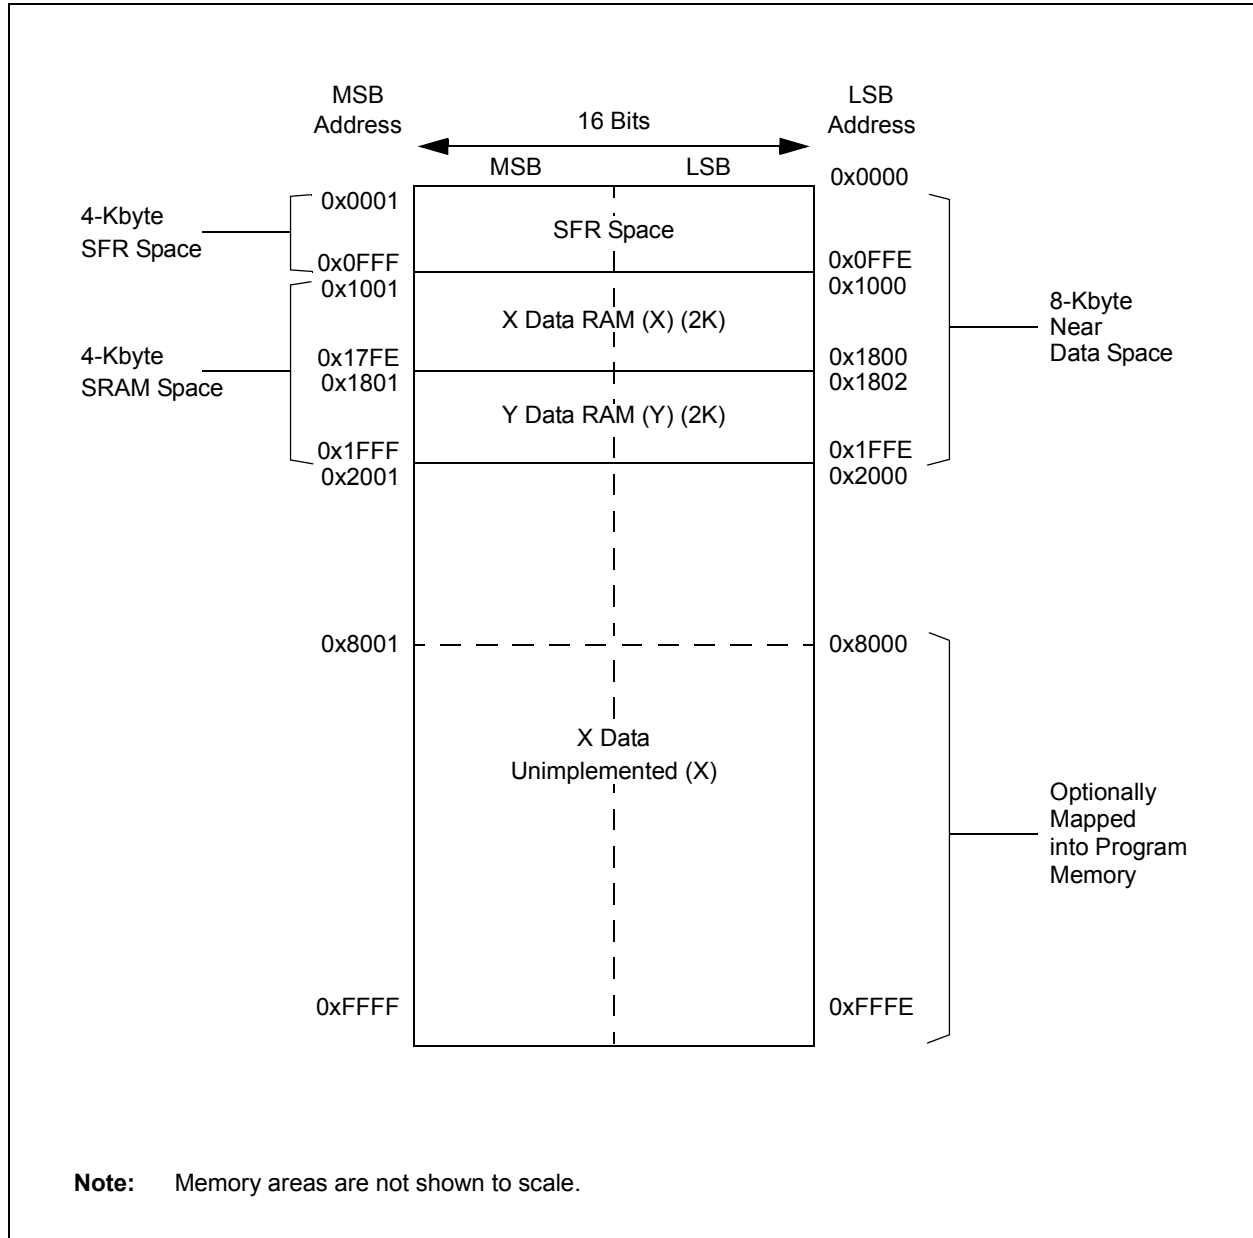 MSB
Address
16 Bits
LSB
Address
MSB
LSB
0x0000
0x0001
4-Kbyte
SFR Space
SFR Space
0x0FFF
0x0FFE
0x1001
0x1000
X Data RAM (X) (2K)
8-Kbyte
Near
Data Space
4-Kbyte
SRAM Space
0x17FE
0x1800
0x1801
0x1802
Y Data RAM (Y) (2K)
0x1FFF
0x1FFE
0x2001
0x2000
0x8001
0x8000
X Data
Unimplemented (X)
Optionally
Mapped
into Program
Memory
0xFFFF
0xFFFE
Note: Memory areas are not shown to scale.